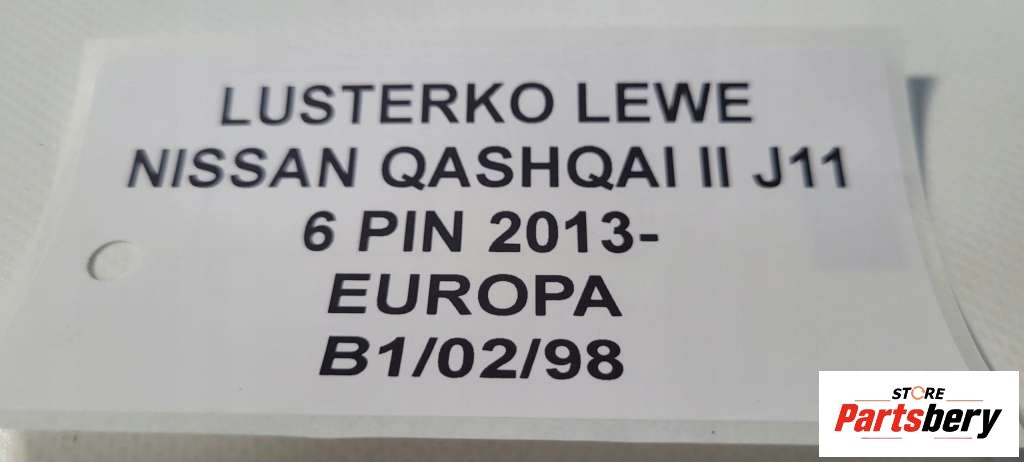 LUSTERKO LEWE
NISSAN QASHQAI II J11
6 PIN 2013-
EUROPA
B1/02/98
STORE
Partsbery